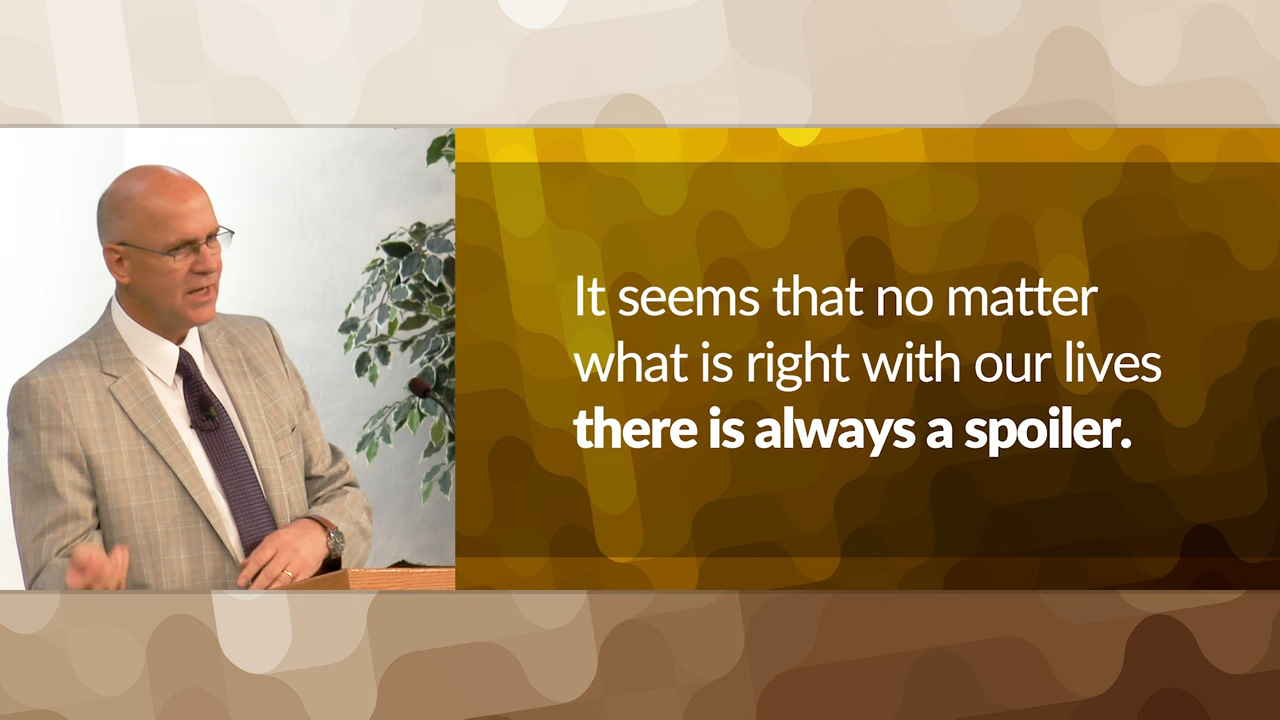 It seems that no matter
what is right with our lives
there is always a spoiler.